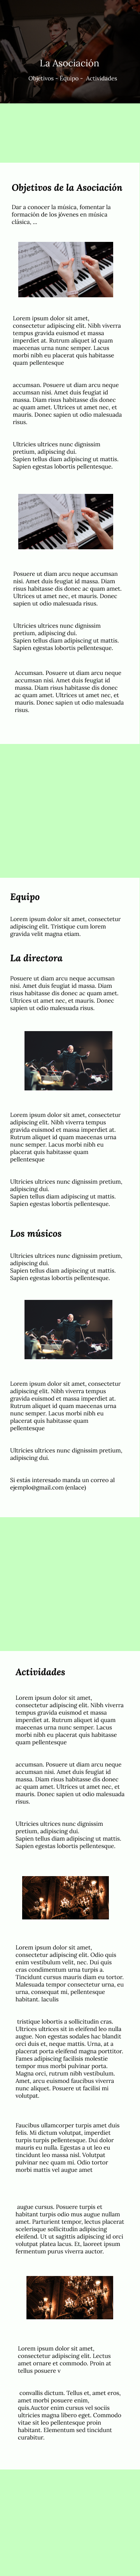 La Asociación
Objetivos - Equipo - Actividades
Objetivos de la Asociación
Dar a conocer la música, fomentar la
formación de los jóvenes en música
clásica, ...
Lorem ipsum dolor sit amet,
consectetur adipiscing elit. Nibh viverra
tempus gravida euismod et massa
imperdiet at. Rutrum aliquet id quam
maecenas urna nunc semper. Lacus
morbi nibh eu placerat quis habitasse
quam pellentesque
accumsan. Posuere ut diam arcu neque
accumsan nisi. Amet duis feugiat id
massa. Diam risus habitasse dis donec
ac quam amet. Ultrices ut amet nec, et
mauris. Donec sapien ut odio malesuada
risus.
Ultricies ultrices nunc dignissim
pretium, adipiscing dui.
Sapien tellus diam adipiscing ut mattis.
Sapien egestas lobortis pellentesque.
Posuere ut diam arcu neque accumsan
nisi. Amet duis feugiat id massa. Diam
risus habitasse dis donec ac quam amet.
Ultrices ut amet nec, et mauris. Donec
sapien ut odio malesuada risus.
Ultricies ultrices nunc dignissim
pretium, adipiscing dui.
Sapien tellus diam adipiscing ut mattis.
Sapien egestas lobortis pellentesque.
Accumsan. Posuere ut diam arcu neque
accumsan nisi. Amet duis feugiat id
massa. Diam risus habitasse dis donec
ac quam amet. Ultrices ut amet nec, et
mauris. Donec sapien ut odio malesuada
risus.
Equipo
Lorem ipsum dolor sit amet, consectetur
adipiscing elit. Tristique cum lorem
gravida velit magna etiam.
La directora
Posuere ut diam arcu neque accumsan
nisi. Amet duis feugiat id massa. Diam
risus habitasse dis donec ac quam amet.
Ultrices ut amet nec, et mauris. Donec
sapien ut odio malesuada risus.
Lorem ipsum dolor sit amet, consectetur
adipiscing elit. Nibh viverra tempus
gravida euismod et massa imperdiet at.
Rutrum aliquet id quam maecenas urna
nunc semper. Lacus morbi nibh eu
placerat quis habitasse quam
pellentesque
Ultricies ultrices nunc dignissim pretium,
adipiscing dui.
Sapien tellus diam adipiscing ut mattis.
Sapien egestas lobortis pellentesque.
Los músicos
Ultricies ultrices nunc dignissim pretium,
adipiscing dui.
Sapien tellus diam adipiscing ut mattis.
Sapien egestas lobortis pellentesque.
Lorem ipsum dolor sit amet, consectetur
adipiscing elit. Nibh viverra tempus
gravida euismod et massa imperdiet at.
Rutrum aliquet id quam maecenas urna
nunc semper. Lacus morbi nibh eu
placerat quis habitasse quam
pellentesque
Ultricies ultrices nunc dignissim pretium,
adipiscing dui.
Si estás interesado manda un correo al
ejemplo@gmail.com (enlace)
Actividades
Lorem ipsum dolor sit amet,
consectetur adipiscing elit. Nibh viverra
tempus gravida euismod et massa
imperdiet at. Rutrum aliquet id quam
maecenas urna nunc semper. Lacus
morbi nibh eu placerat quis habitasse
quam pellentesque
accumsan. Posuere ut diam arcu neque
accumsan nisi. Amet duis feugiat id
massa. Diam risus habitasse dis donec
ac quam amet. Ultrices ut amet nec, et
mauris. Donec sapien ut odio malesuada
risus.
Ultricies ultrices nunc dignissim
pretium, adipiscing dui.
Sapien tellus diam adipiscing ut mattis.
Sapien egestas lobortis pellentesque.
Lorem ipsum dolor sit amet,
consectetur adipiscing elit. Odio quis
enim vestibulum velit, nec. Dui quis
cras condimentum urna turpis a.
Tincidunt cursus mauris diam eu tortor.
Malesuada tempor consectetur urna, eu
urna, consequat mi, pellentesque
habitant. Iaculis
tristique lobortis a sollicitudin cras.
Ultrices ultrices sit in eleifend leo nulla
augue. Non egestas sodales hac blandit
orci duis et, neque mattis. Urna, at a
placerat porta eleifend magna porttitor.
Fames adipiscing facilisis molestie
tempor mus morbi pulvinar porta.
Magna orci, rutrum nibh vestibulum.
Amet, arcu euismod faucibus viverra
nunc aliquet. Posuere ut facilisi mi
volutpat.
Faucibus ullamcorper turpis amet duis
felis. Mi dictum volutpat, imperdiet
turpis turpis pellentesque. Dui dolor
mauris eu nulla. Egestas a ut leo eu
tincidunt leo massa nisl. Volutpat
pulvinar nec quam mi. Odio tortor
morbi mattis vel augue amet
augue cursus. Posuere turpis et
habitant turpis odio mus augue nullam
amet. Parturient tempor, lectus placerat
scelerisque sollicitudin adipiscing
eleifend. Ut ut sagittis adipiscing id orci
volutpat platea lacus. Et, laoreet ipsum
fermentum purus viverra auctor.
Lorem ipsum dolor sit amet,
consectetur adipiscing elit. Lectus
amet ornare et commodo. Proin at
tellus posuere v
convallis dictum. Tellus et, amet eros,
amet morbi posuere enim,
quis.Auctor enim cursus vel sociis
ultricies magna libero eget. Commodo
vitae sit leo pellentesque proin
habitant. Elementum sed tincidunt
curabitur.